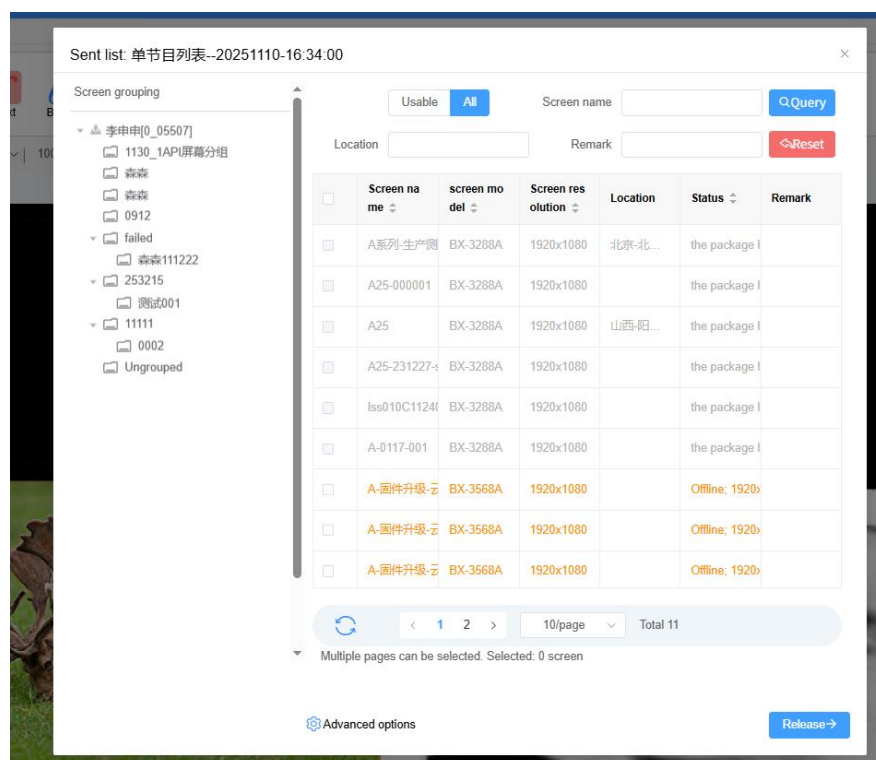 Sent list: 单节目列表--20251110-16:34:00
Screen grouping
李申申[0_05507]
1130_1API屏幕分组
森森
森森
0912
failed
森森111222
253215
测试001
11111
0002
Ungrouped
Usable All Screen name Query
Location Remark Reset
Screen name screen model Screen resolution Location Status Remark
A系列-生产测 BX-3288A 1920x1080 北京-北... the package
A25-000001 BX-3288A 1920x1080 the package
A25 BX-3288A 1920x1080 山西-阳... the package
A25-231227- BX-3288A 1920x1080 the package
BX-3288A 1920x1080 the package
A-0117-001 BX-3288A 1920x1080 the package
A-固件升级-云 BX-3568A 1920x1080 Offline; 1920
A-固件升级-云 BX-3568A 1920x1080 Offline; 1920
A-固件升级-云 BX-3568A 1920x1080 Offline; 1920
1 2 10/page Total 11
Multiple pages can be selected. Selected: 0 screen
Advanced options Release